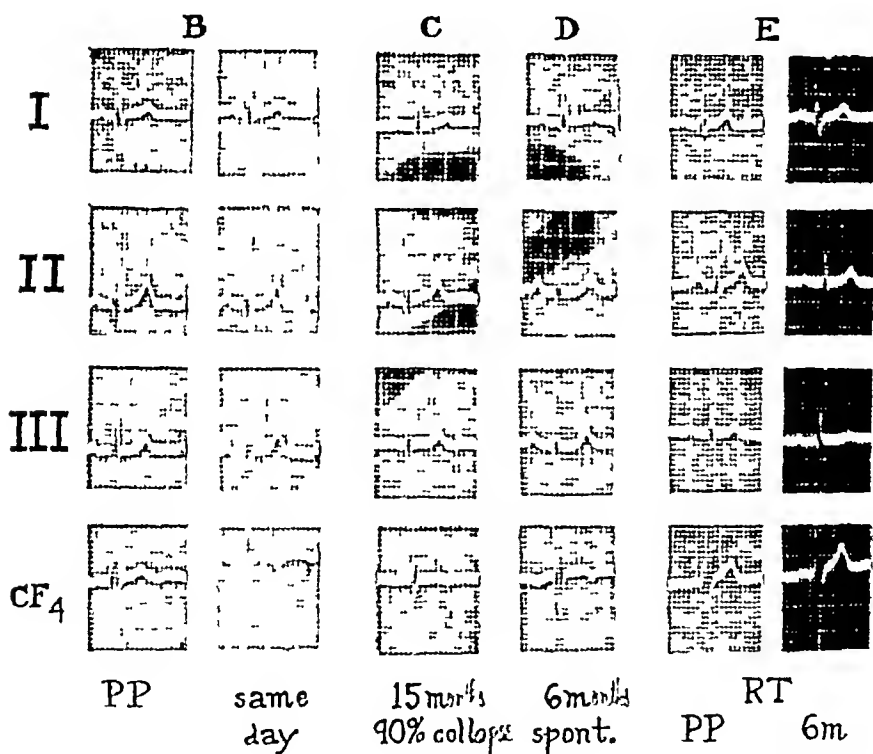 B C D E
I
II
III
CF4
PP same 15 months 6 months RT
day 90% collapse spont. PP 6m